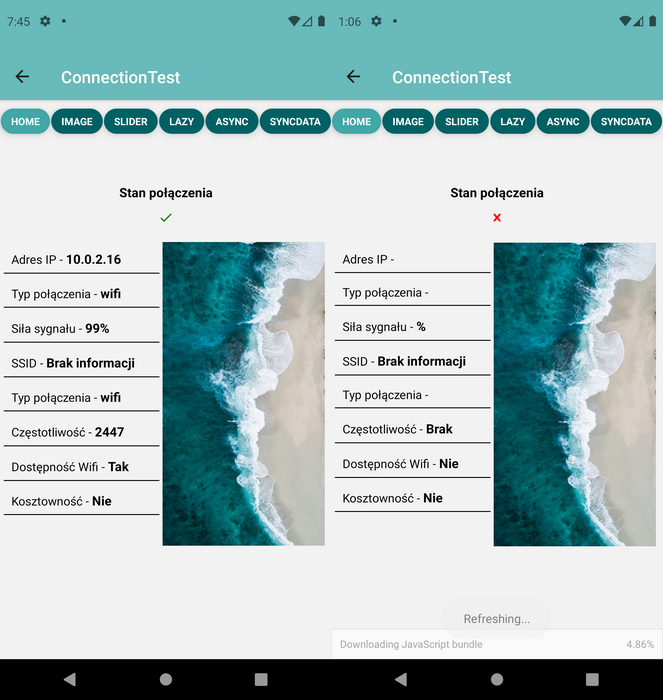 7:45
ConnectionTest
HOME IMAGE SLIDER LAZY ASYNC SYNCDATA
Stan połączenia
Adres IP - 10.0.2.16
Typ połączenia - wifi
Siła sygnału - 99%
SSID - Brak informacji
Typ połączenia - wifi
Częstotliwość - 2447
Dostępność Wifi - Tak
Kosztowność - Nie
1:06
ConnectionTest
HOME IMAGE SLIDER LAZY ASYNC SYNCDATA
Stan połączenia
Adres IP -
Typ połączenia -
Siła sygnału - %
SSID - Brak informacji
Typ połączenia -
Częstotliwość - Brak
Dostępność Wifi - Nie
Kosztowność - Nie
Refreshing...
Downloading JavaScript bundle 4.86%